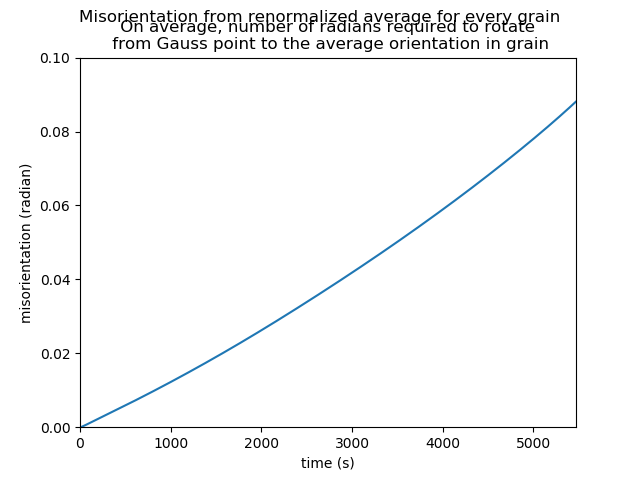 Misorientation from renormalized average for every grain
On average, number of radians required to rotate
from Gauss point to the average orientation in grain
0.10
0.08
0.06
0.04
0.02
0.00
misorientation (radian)
0 1000 2000 3000 4000 5000
time (s)